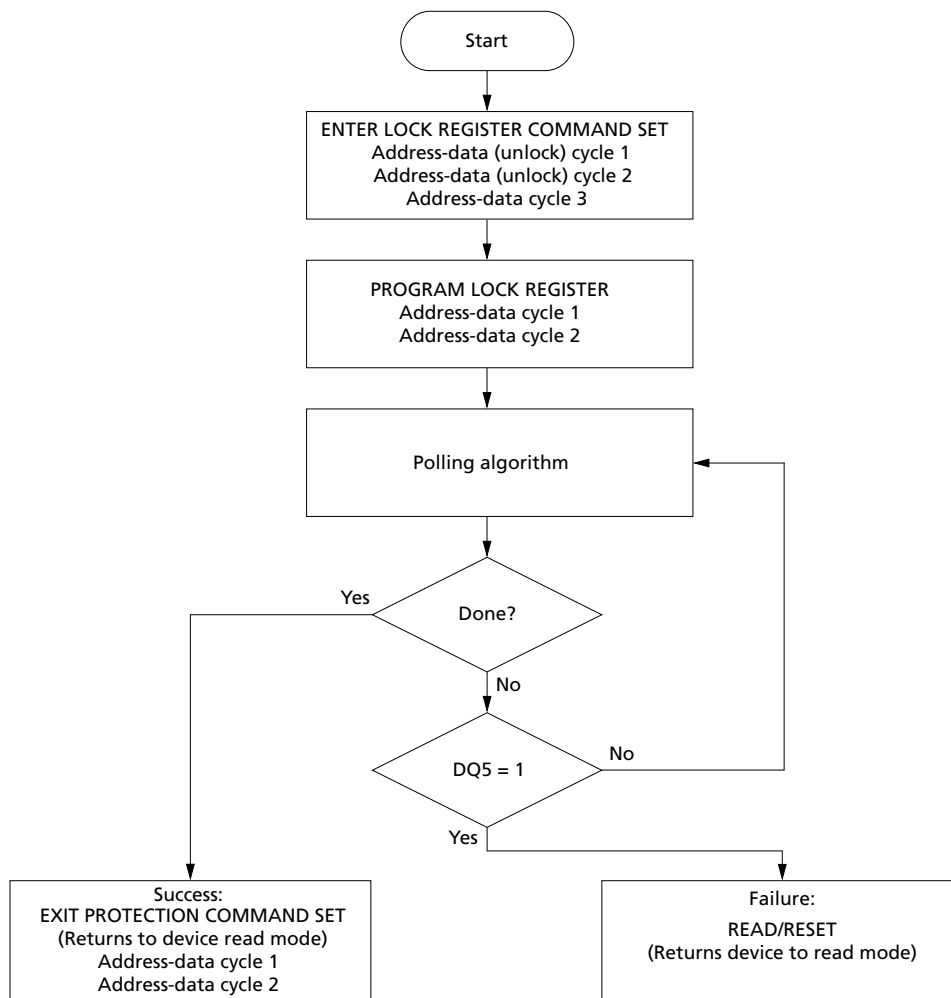 Start
ENTER LOCK REGISTER COMMAND SET
Address-data (unlock) cycle 1
Address-data (unlock) cycle 2
Address-data cycle 3
PROGRAM LOCK REGISTER
Address-data cycle 1
Address-data cycle 2
Polling algorithm
Yes
Done?
No
DQ5 = 1
No
Yes
Success:
EXIT PROTECTION COMMAND SET
(Returns to device read mode)
Address-data cycle 1
Address-data cycle 2
Failure:
READ/RESET
(Returns device to read mode)